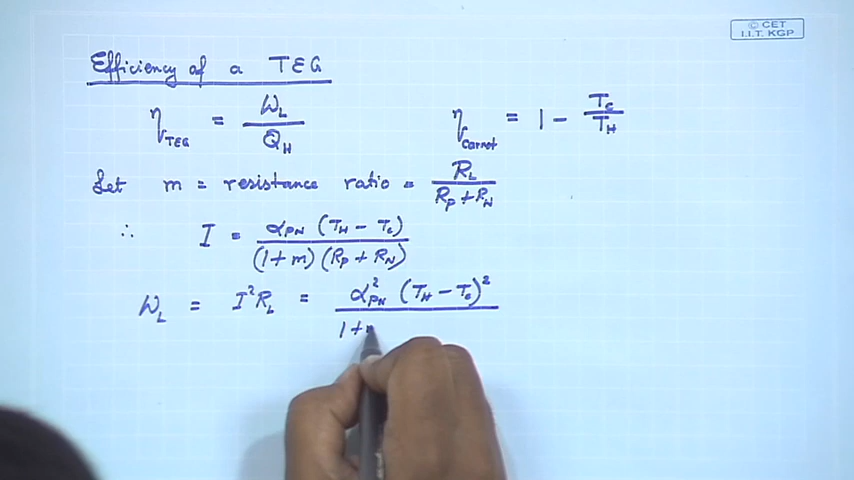 © CET
I.I.T. KGP
Efficiency of a TEG
η_TEG = W_L / Q_H    η_Carnot = 1 - T_c / T_H
Let m = resistance ratio = R_L / (R_P + R_N)
∴ I = α_PN (T_H - T_c) / (1+m) (R_P + R_N)
W_L = I²R_L = α²_PN (T_H - T_c)² / 1+